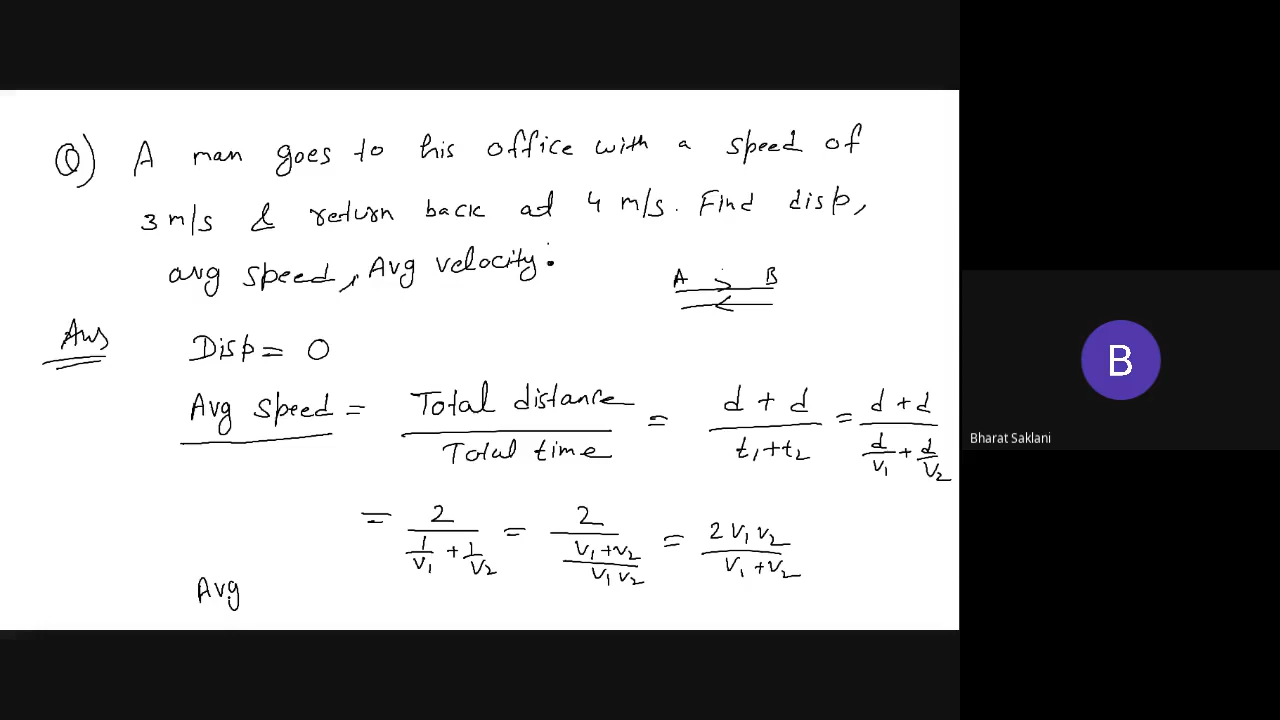 Q) A man goes to his office with a speed of
3 m/s & return back at 4 m/s. Find disp,
avg speed, Avg velocity:
A B
Ans Disp = 0
Avg speed = Total distance / Total time = d + d / t₁+t₂ = d + d / d/v₁ + d/v₂
= 2 / 1/v₁ + 1/v₂ = 2 / v₁+v₂ / v₁v₂ = 2v₁v₂ / v₁+v₂
Avg
B
Bharat Saklani